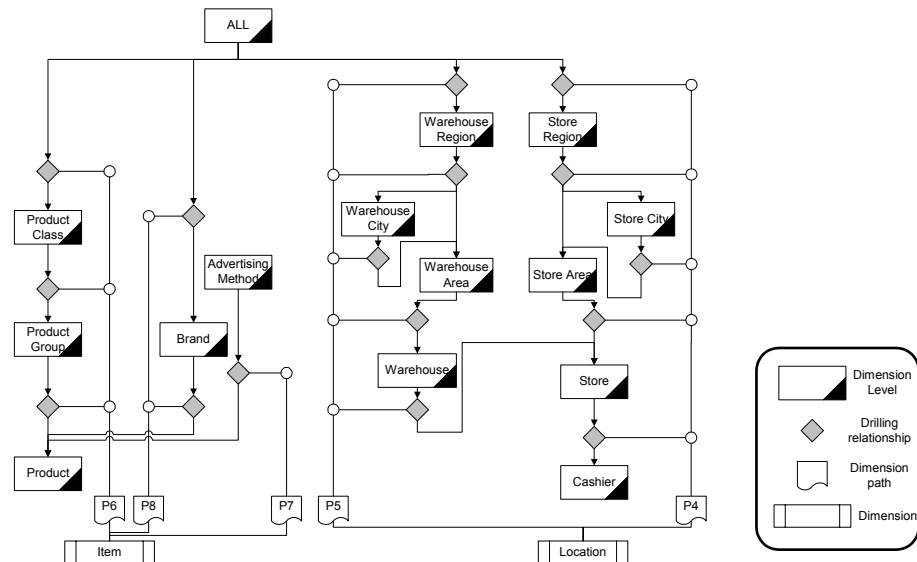 ALL
Warehouse
Region
Store
Region
Product
Class
Warehouse
City
Store City
Advertising
Method
Warehouse
Area
Store Area
Product
Group
Brand
Warehouse
Store
Product
Cashier
P6
P8
P7
P5
P4
Item
Location
Dimension
Level
Drilling
relationship
Dimension
path
Dimension